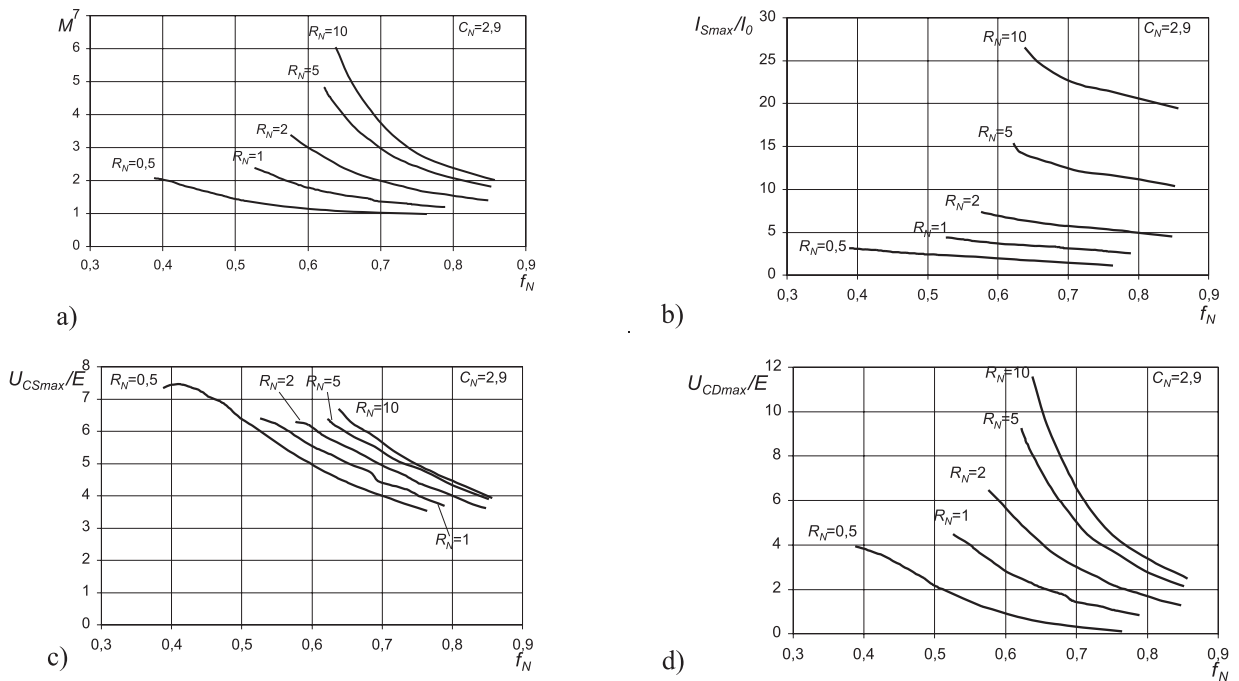 M
7
R_N=10
C_N=2,9
6
5
R_N=5
4
3
R_N=2
R_N=1
R_N=0,5
2
1
0
0,3 0,4 0,5 0,6 0,7 0,8 0,9
f_N
a)
I_Smax/I_0
30
R_N=10
C_N=2,9
25
20
15
R_N=5
10
R_N=2
R_N=1
5
R_N=0,5
0
0,3 0,4 0,5 0,6 0,7 0,8 0,9
f_N
b)
U_CSmax/E
8
R_N=0,5
R_N=2
R_N=5
C_N=2,9
7
R_N=10
6
5
4
3
R_N=1
2
1
0
0,3 0,4 0,5 0,6 0,7 0,8 0,9
f_N
c)
U_CDmax/E
12
R_N=10
C_N=2,9
10
R_N=5
8
R_N=2
6
R_N=1
R_N=0,5
4
2
0
0,3 0,4 0,5 0,6 0,7 0,8 0,9
f_N
d)